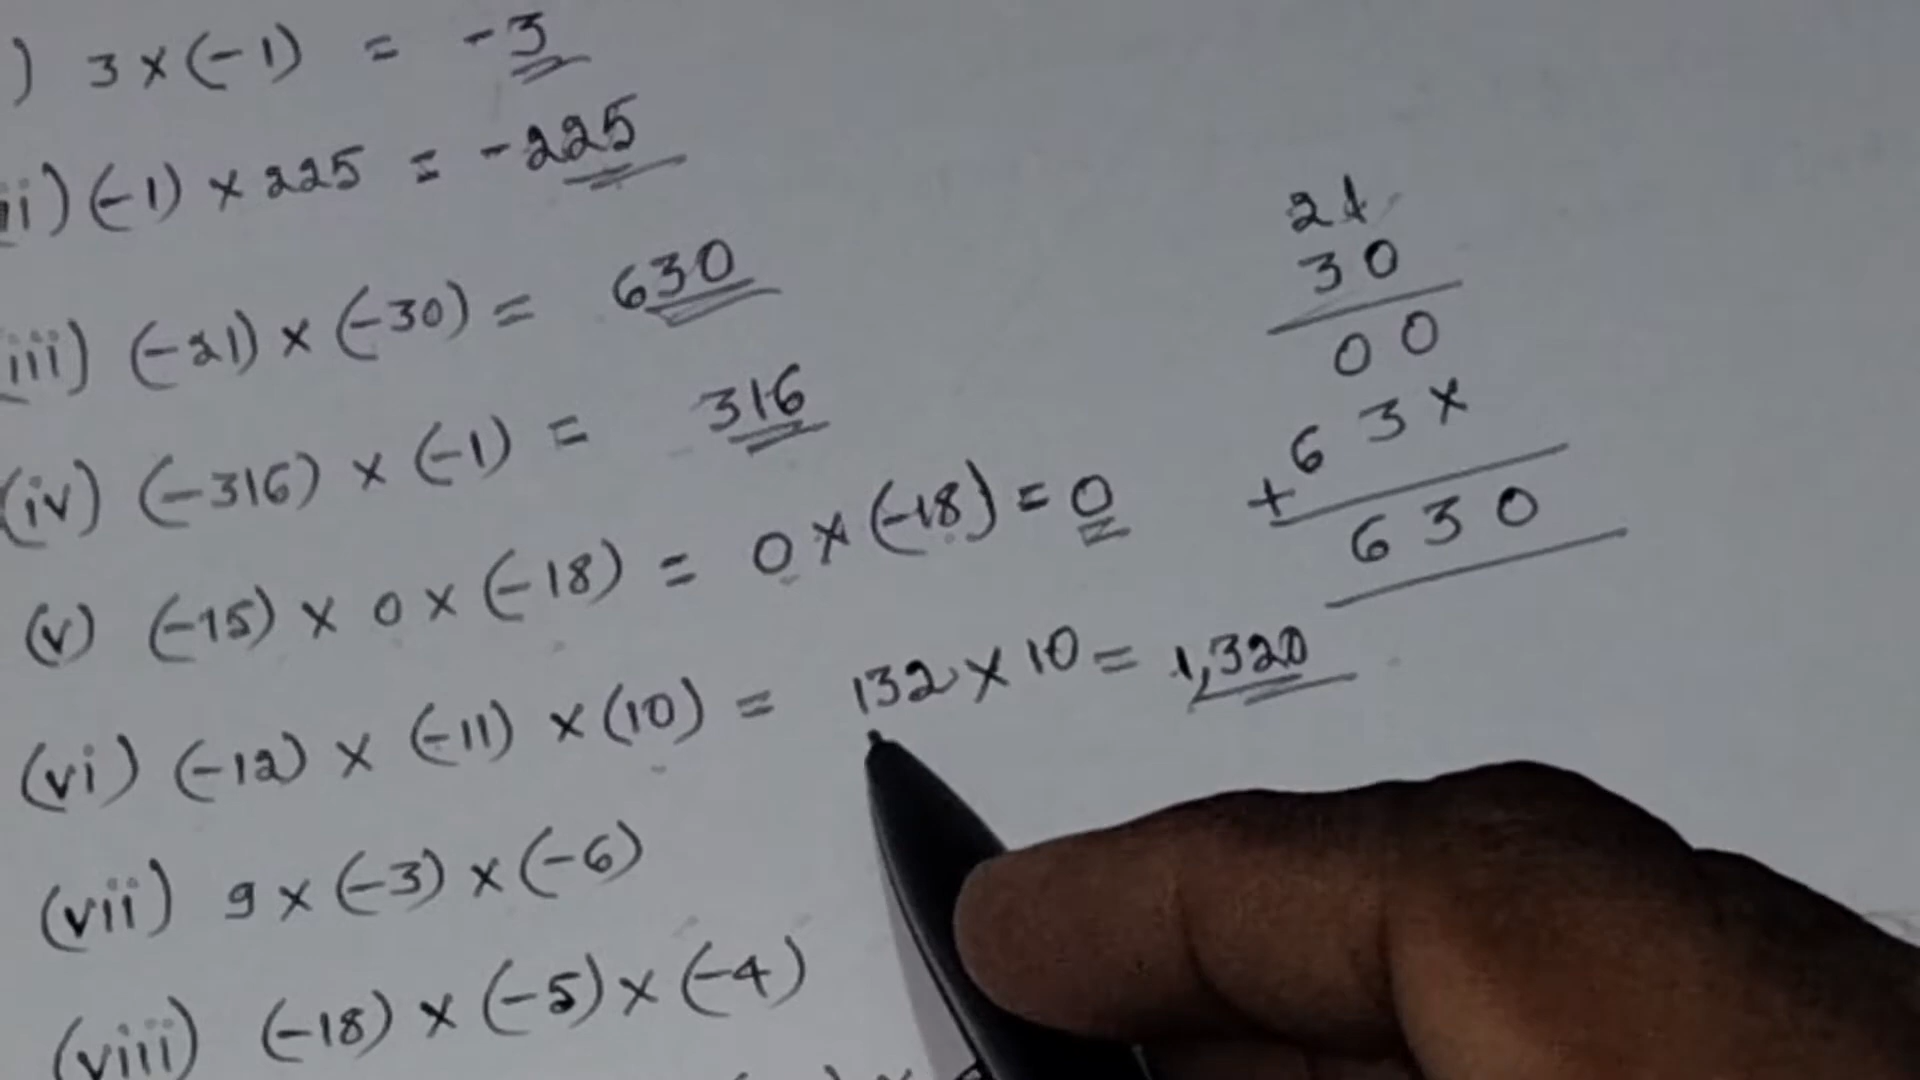 ) 3 × (-1) = -3
ii) (-1) × 225 = -225
iii) (-21) × (-30) = 630
(iv) (-316) × (-1) = 316
(v) (-15) × 0 × (-18) = 0 × (-18) = 0
(vi) (-12) × (-11) × (10) = 132 × 10 = 1,320
(vii) 9 × (-3) × (-6)
(viii) (-18) × (-5) × (-4)
21
30
00
63×
+
630